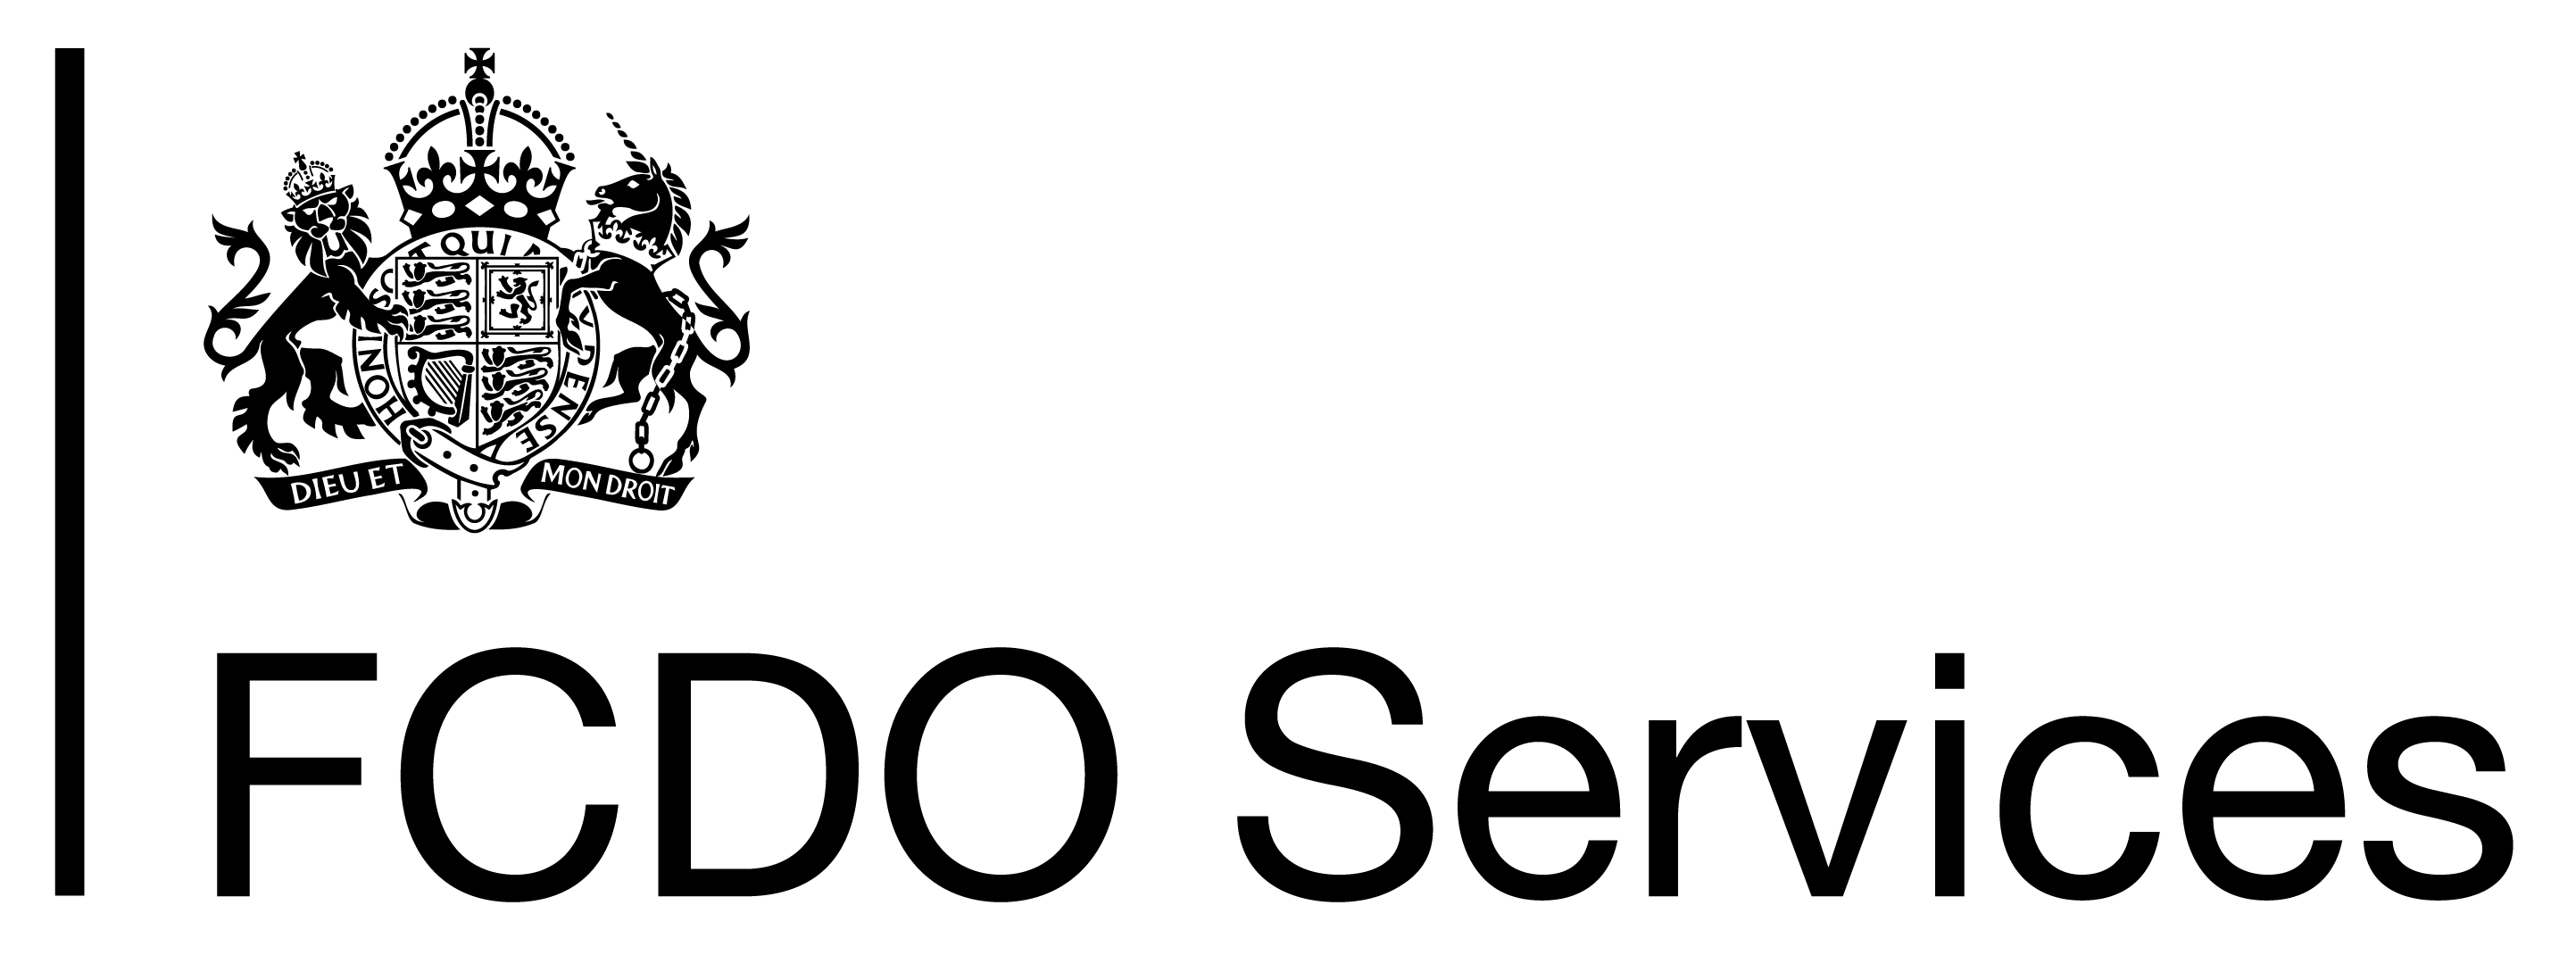 HONI SOIT QUI MAL Y PENSE
DIEU ET MON DROIT
FCDO Services